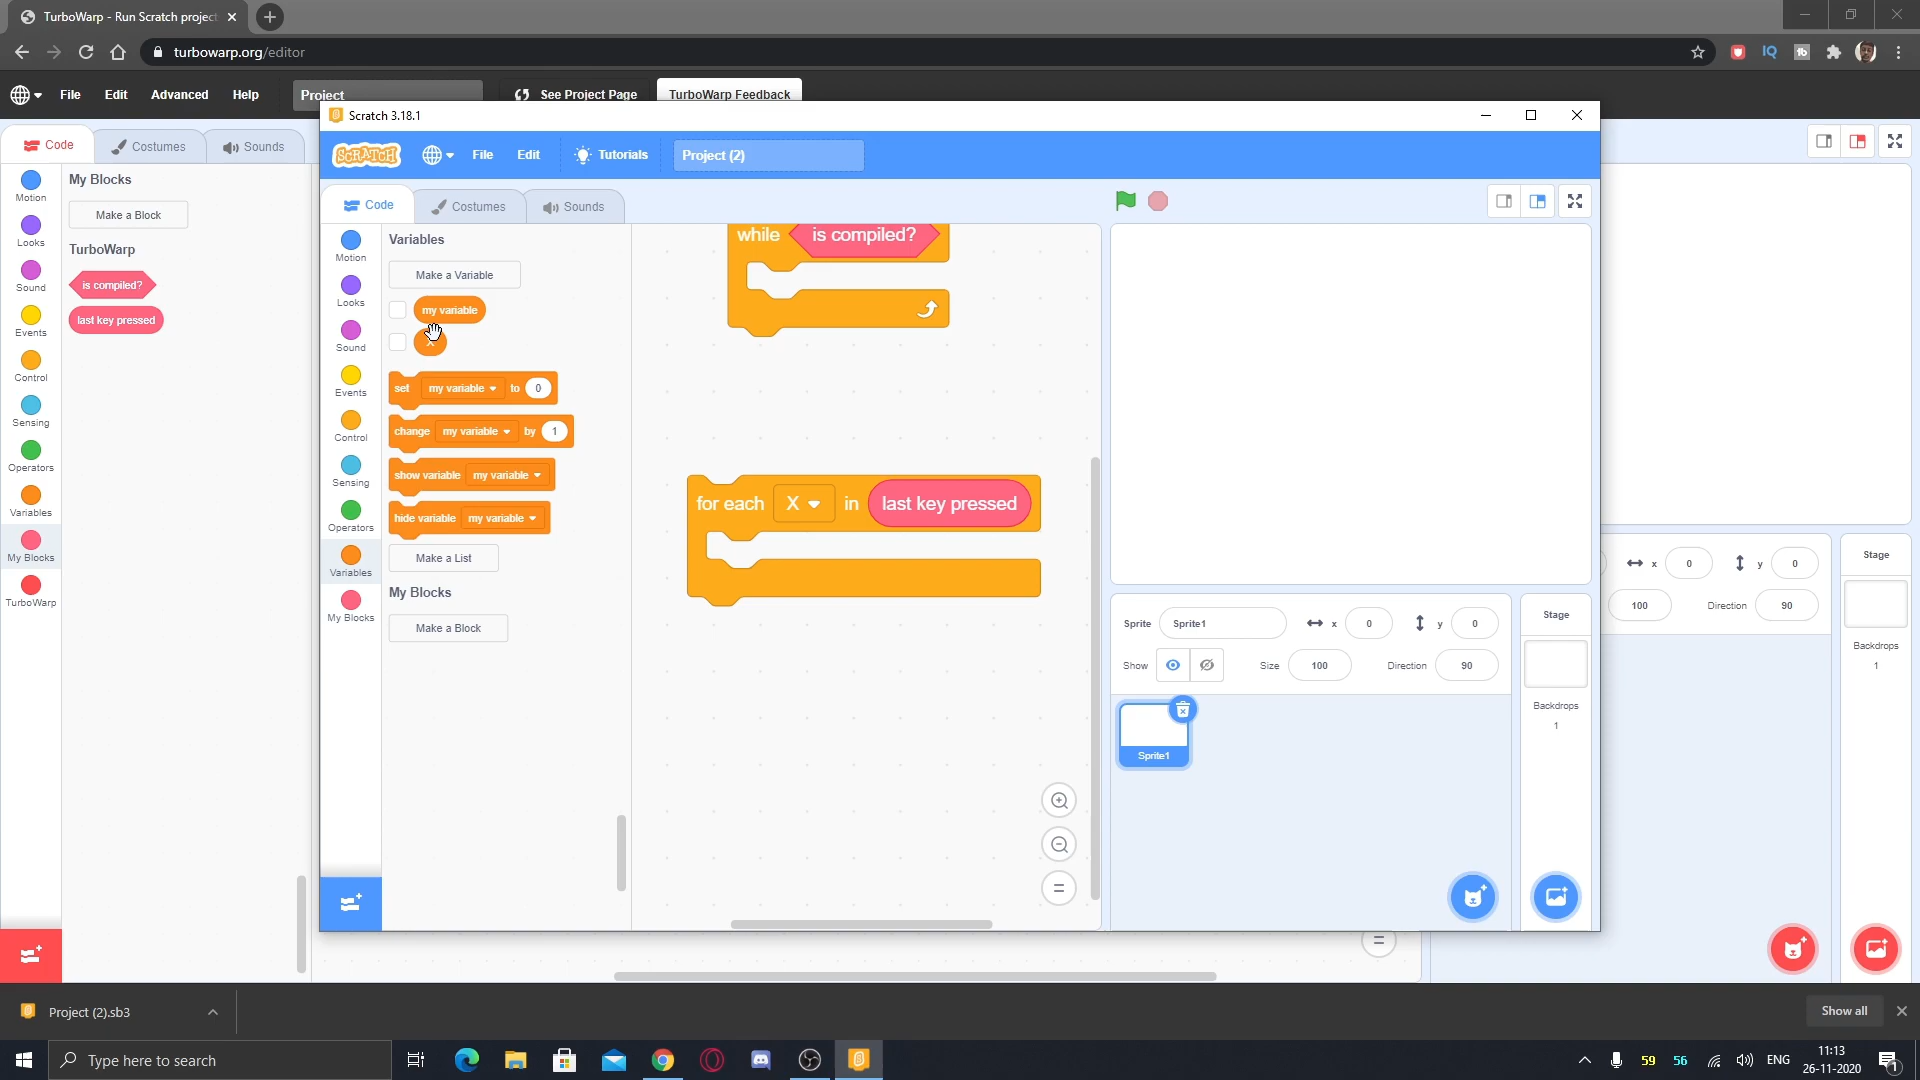 TurboWarp - Run Scratch project
turbowarp.org/editor
File Edit Advanced Help Project See Project Page TurboWarp Feedback
Scratch 3.18.1
SCRATCH File Edit Tutorials Project (2)
Code Costumes Sounds
Code Costumes Sounds
My Blocks
Make a Block
TurboWarp
is compiled?
last key pressed
Motion
Looks
Sound
Events
Control
Sensing
Operators
Variables
My Blocks
TurboWarp
Motion
Looks
Sound
Events
Control
Sensing
Operators
Variables
My Blocks
Variables
Make a Variable
my variable
X
set my variable to 0
change my variable by 1
show variable my variable
hide variable my variable
Make a List
My Blocks
Make a Block
while is compiled?
for each X in last key pressed
Sprite Sprite1 x 0 y 0
Show Size 100 Direction 90
Sprite1
Stage
Backdrops
1
x 0 y 0
100 Direction 90
Stage
Backdrops
1
Project (2).sb3
Show all
Type here to search
59 56 ENG 11:13
26-11-2020
1